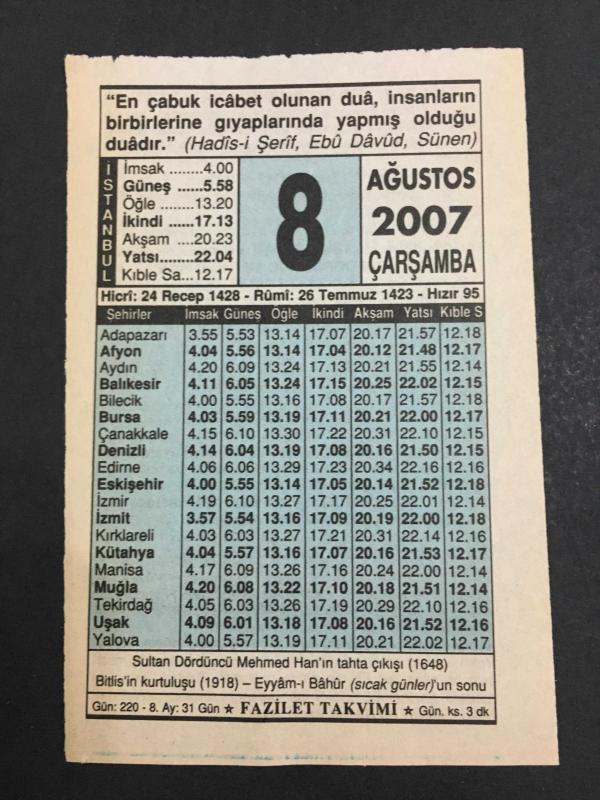 “En çabuk icâbet olunan duâ, insanların
birbirlerine gıyaplarında yapmış olduğu
duâdır.” (Hadîs-i Şerîf, Ebû Dâvûd, Sünen)
İSTANBUL
İmsak ........4.00
Güneş ......5.58
Öğle ........13.20
İkindi ......17.13
Akşam ....20.23
Yatsı........22.04
Kıble Sa...12.17
8
AĞUSTOS
2007
ÇARŞAMBA
Hicrî: 24 Recep 1428 - Rûmî: 26 Temmuz 1423 - Hızır 95
Şehirler İmsak Güneş Öğle İkindi Akşam Yatsı Kıble S
Adapazarı 3.55 5.53 13.14 17.07 20.17 21.57 12.18
Afyon 4.04 5.56 13.14 17.04 20.12 21.48 12.17
Aydın 4.20 6.09 13.24 17.13 20.21 21.55 12.14
Balıkesir 4.11 6.05 13.24 17.15 20.25 22.02 12.15
Bilecik 4.00 5.55 13.16 17.08 20.17 21.57 12.18
Bursa 4.03 5.59 13.19 17.11 20.21 22.00 12.17
Çanakkale 4.15 6.10 13.30 17.22 20.31 22.10 12.15
Denizli 4.14 6.04 13.19 17.08 20.16 21.50 12.15
Edirne 4.06 6.06 13.29 17.23 20.34 22.16 12.16
Eskişehir 4.00 5.55 13.14 17.05 20.14 21.52 12.18
İzmir 4.19 6.10 13.27 17.17 20.25 22.01 12.14
İzmit 3.57 5.54 13.16 17.09 20.19 22.00 12.18
Kırklareli 4.03 6.03 13.27 17.21 20.31 22.14 12.16
Kütahya 4.04 5.57 13.16 17.07 20.16 21.53 12.17
Manisa 4.17 6.09 13.26 17.16 20.24 22.00 12.14
Muğla 4.20 6.08 13.22 17.10 20.18 21.51 12.14
Tekirdağ 4.05 6.03 13.26 17.19 20.29 22.10 12.16
Uşak 4.09 6.01 13.18 17.08 20.16 21.52 12.16
Yalova 4.00 5.57 13.19 17.11 20.21 22.02 12.17
Sultan Dördüncü Mehmed Han’ın tahta çıkışı (1648)
Bitlis’in kurtuluşu (1918) – Eyyâm-ı Bâhûr (sıcak günler)’un sonu
Gün: 220 - 8. Ay: 31 Gün ★ FAZİLET TAKVİMİ ★ Gün. ks. 3 dk